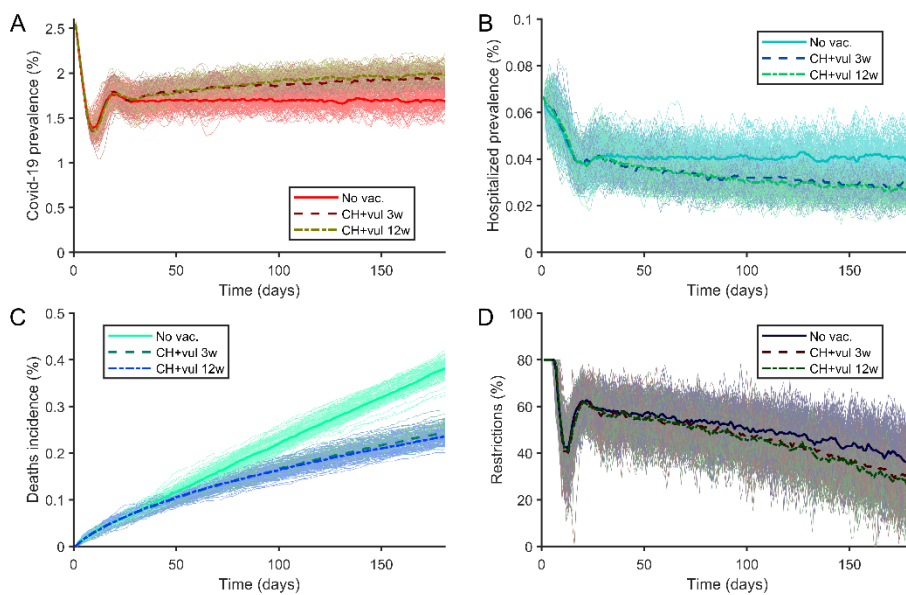 A
Covid-19 prevalence (%)
2.5
2
1.5
1
0.5
0
0
50
100
150
Time (days)
No vac.
CH+vul 3w
CH+vul 12w
B
Hospitalized prevalence (%)
0.1
0.08
0.06
0.04
0.02
0
0
50
100
150
Time (days)
No vac.
CH+vul 3w
CH+vul 12w
C
Deaths incidence (%)
0.5
0.4
0.3
0.2
0.1
0
0
50
100
150
Time (days)
No vac.
CH+vul 3w
CH+vul 12w
D
Restrictions (%)
100
80
60
40
20
0
0
50
100
150
Time (days)
No vac.
CH+vul 3w
CH+vul 12w